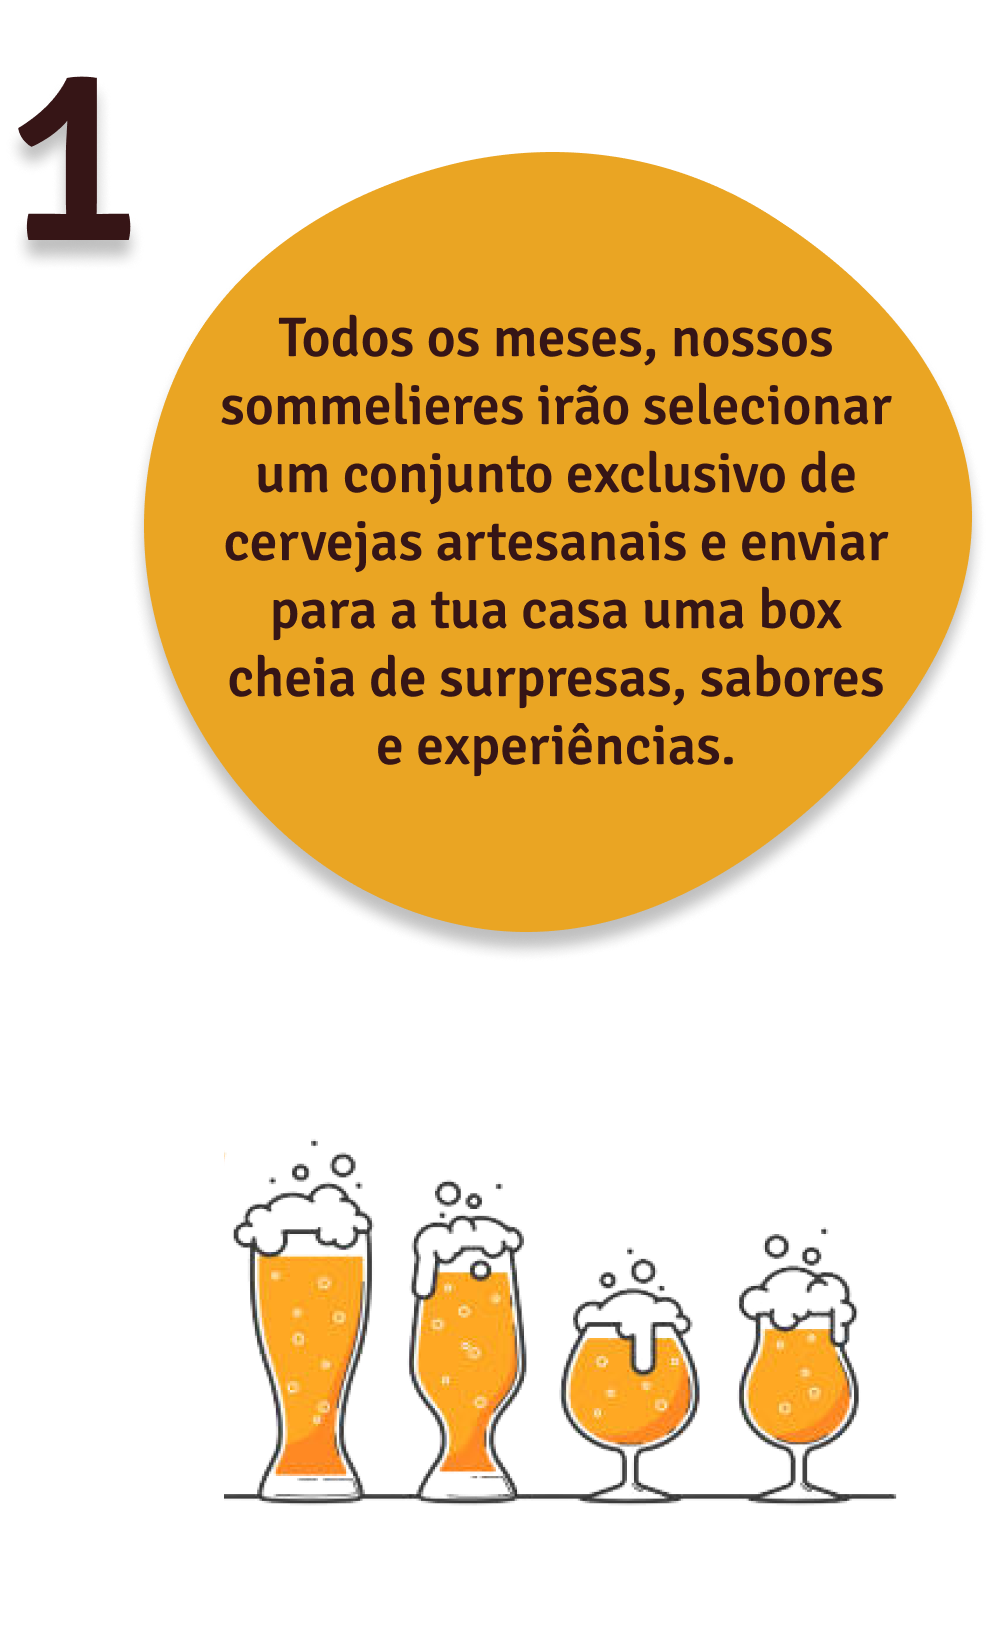 1
Todos os meses, nossos
sommelieres irão selecionar
um conjunto exclusivo de
cervejas artesanais e enviar
para a tua casa uma box
cheia de surpresas, sabores
e experiências.